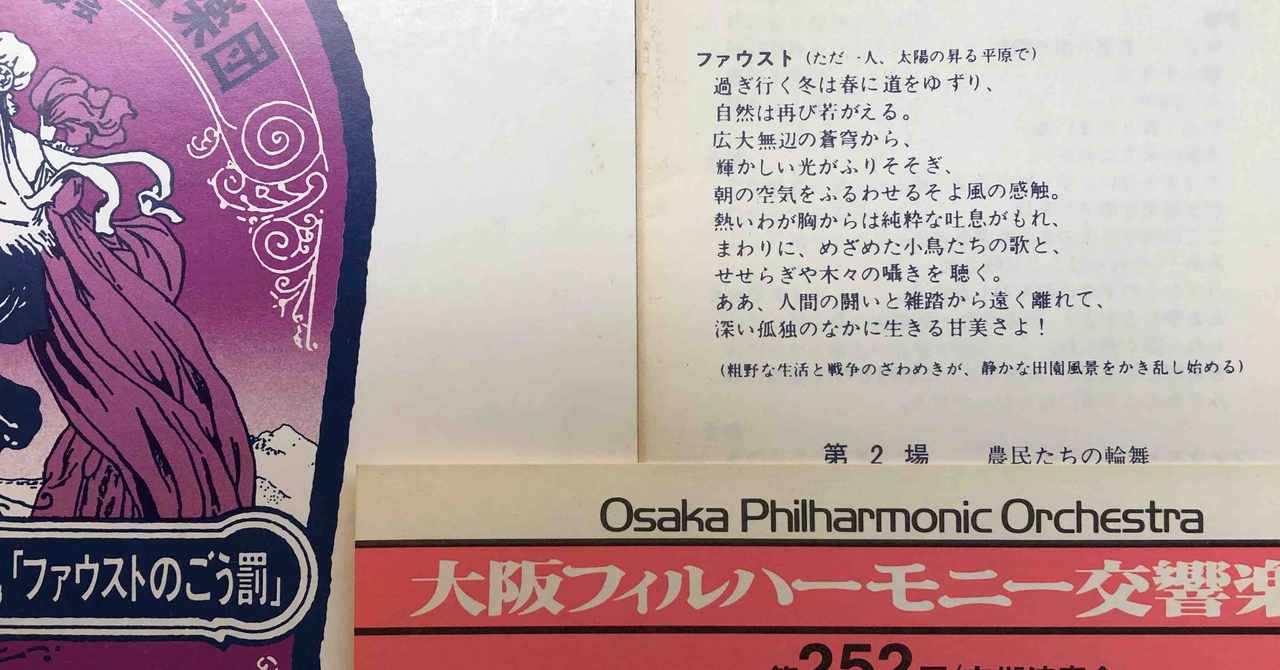 楽団
「ファウストのごう罰」
ファウスト (ただ一人、太陽の昇る平原で)
過ぎ行く冬は春に道をゆずり、
自然は再び若がえる。
広大無辺の蒼穹から、
輝かしい光がふりそそぎ、
朝の空気をふるわせるそよ風の感触。
熱いわが胸からは純粋な吐息がもれ、
まわりに、めざめた小鳥たちの歌と、
せせらぎや木々の囁きを聴く。
ああ、人間の闘いと雑踏から遠く離れて、
深い孤独のなかに生きる甘美さよ！
(粗野な生活と戦争のざわめきが、静かな田園風景をかき乱し始める)
第2場 農民たちの輪舞
Osaka Philharmonic Orchestra
大阪フィルハーモニー交響楽
第252回